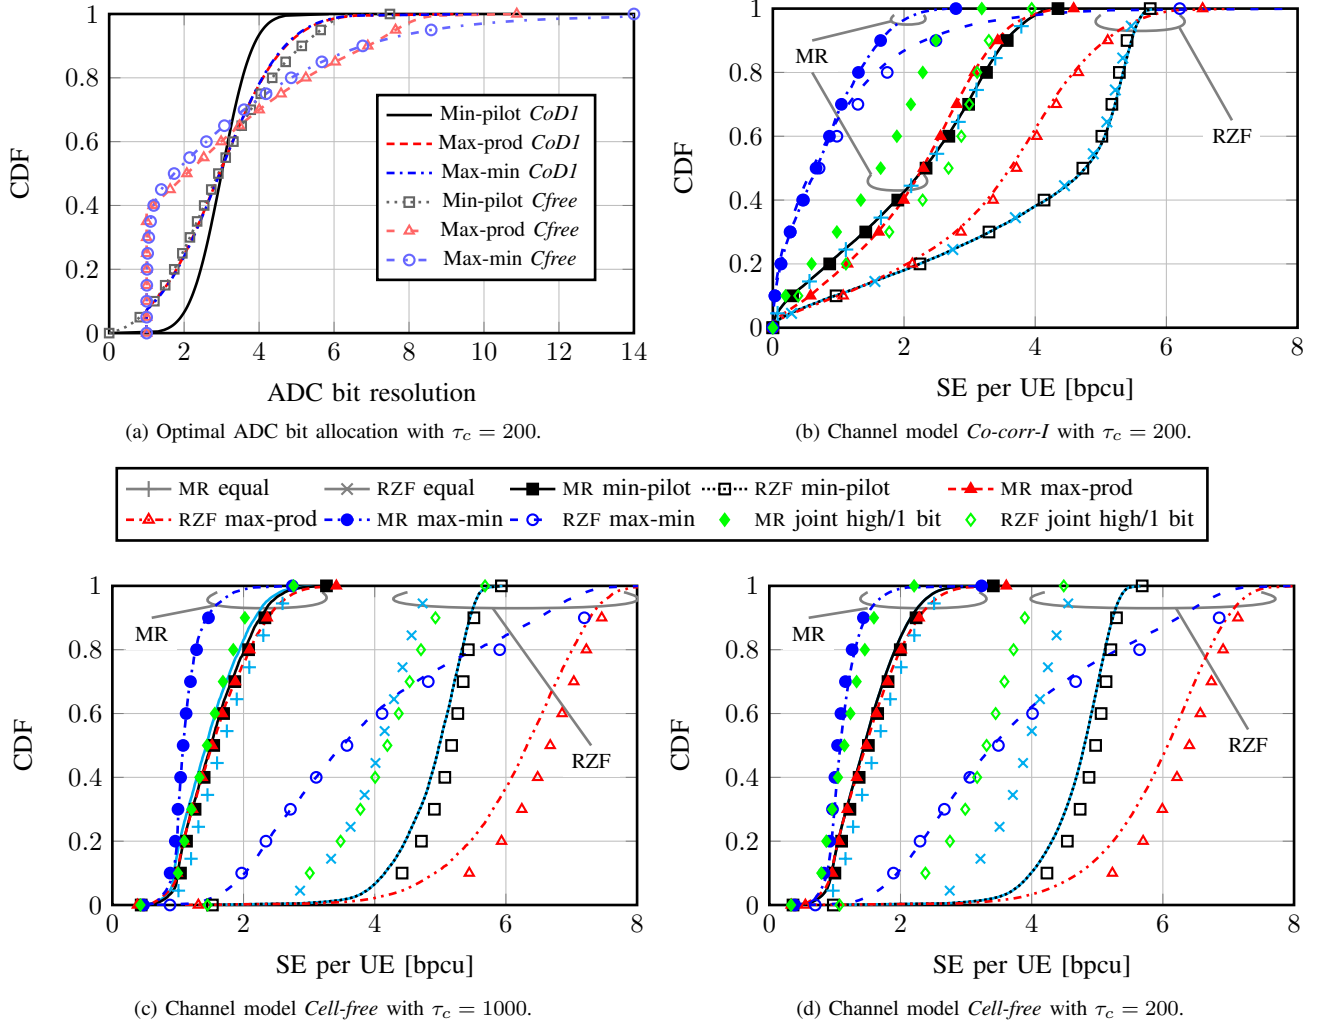 1
0.8
0.6
0.4
0.2
0
CDF
0 2 4 6 8 10 12 14
ADC bit resolution
Min-pilot CoD1
Max-prod CoD1
Max-min CoD1
Min-pilot Cfree
Max-prod Cfree
Max-min Cfree
(a) Optimal ADC bit allocation with τc = 200.
1
0.8
0.6
0.4
0.2
0
CDF
MR
RZF
0 2 4 6 8
SE per UE [bpcu]
(b) Channel model Co-corr-I with τc = 200.
MR equal RZF equal MR min-pilot RZF min-pilot MR max-prod
RZF max-prod MR max-min RZF max-min MR joint high/1 bit RZF joint high/1 bit
1
0.8
0.6
0.4
0.2
0
CDF
MR
RZF
0 2 4 6 8
SE per UE [bpcu]
(c) Channel model Cell-free with τc = 1000.
1
0.8
0.6
0.4
0.2
0
CDF
MR
RZF
0 2 4 6 8
SE per UE [bpcu]
(d) Channel model Cell-free with τc = 200.